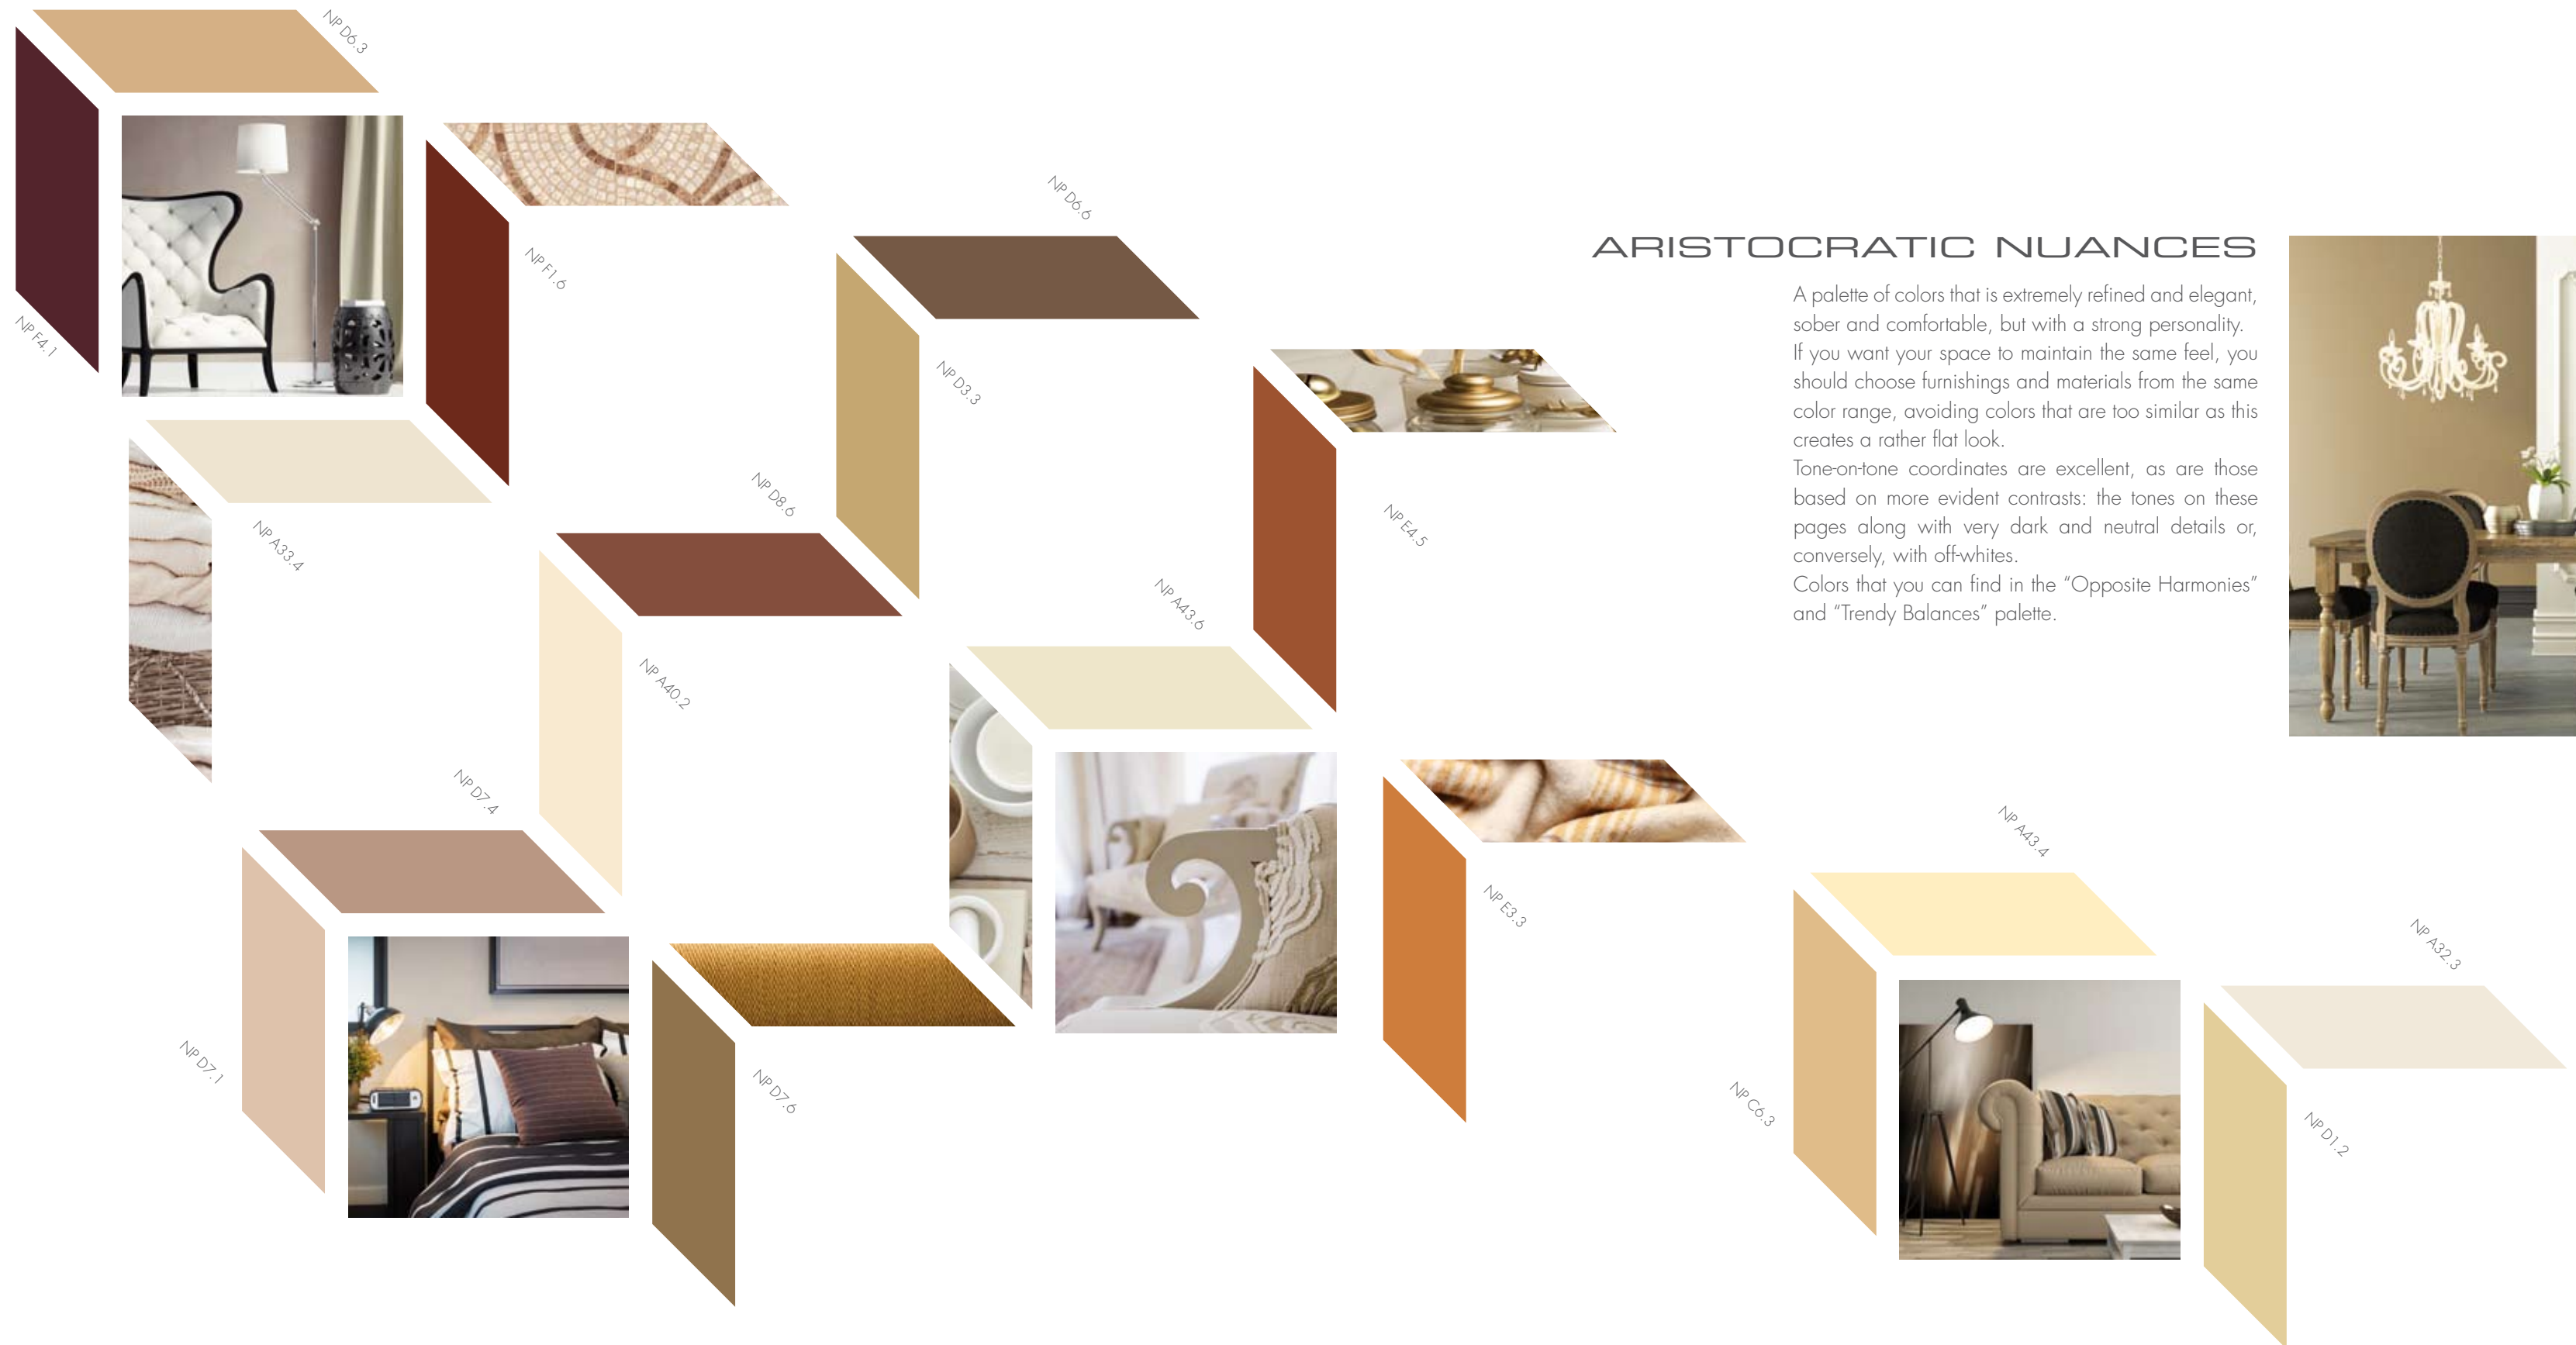 NP D6.3
NP F4.1
NP F1.6
NP D6.6
NP D3.3
NP A33.4
NP D8.6
NP E4.5
NP A43.6
NP A40.2
NP D7.4
NP E3.3
NP D7.1
NP D7.6
ARISTOCRATIC NUANCES
A palette of colors that is extremely refined and elegant,
sober and comfortable, but with a strong personality.
If you want your space to maintain the same feel, you
should choose furnishings and materials from the same
color range, avoiding colors that are too similar as this
creates a rather flat look.
Tone-on-tone coordinates are excellent, as are those
based on more evident contrasts: the tones on these
pages along with very dark and neutral details or,
conversely, with off-whites.
Colors that you can find in the “Opposite Harmonies”
and “Trendy Balances” palette.
NP A43.4
NP A32.3
NP C6.3
NP D1.2